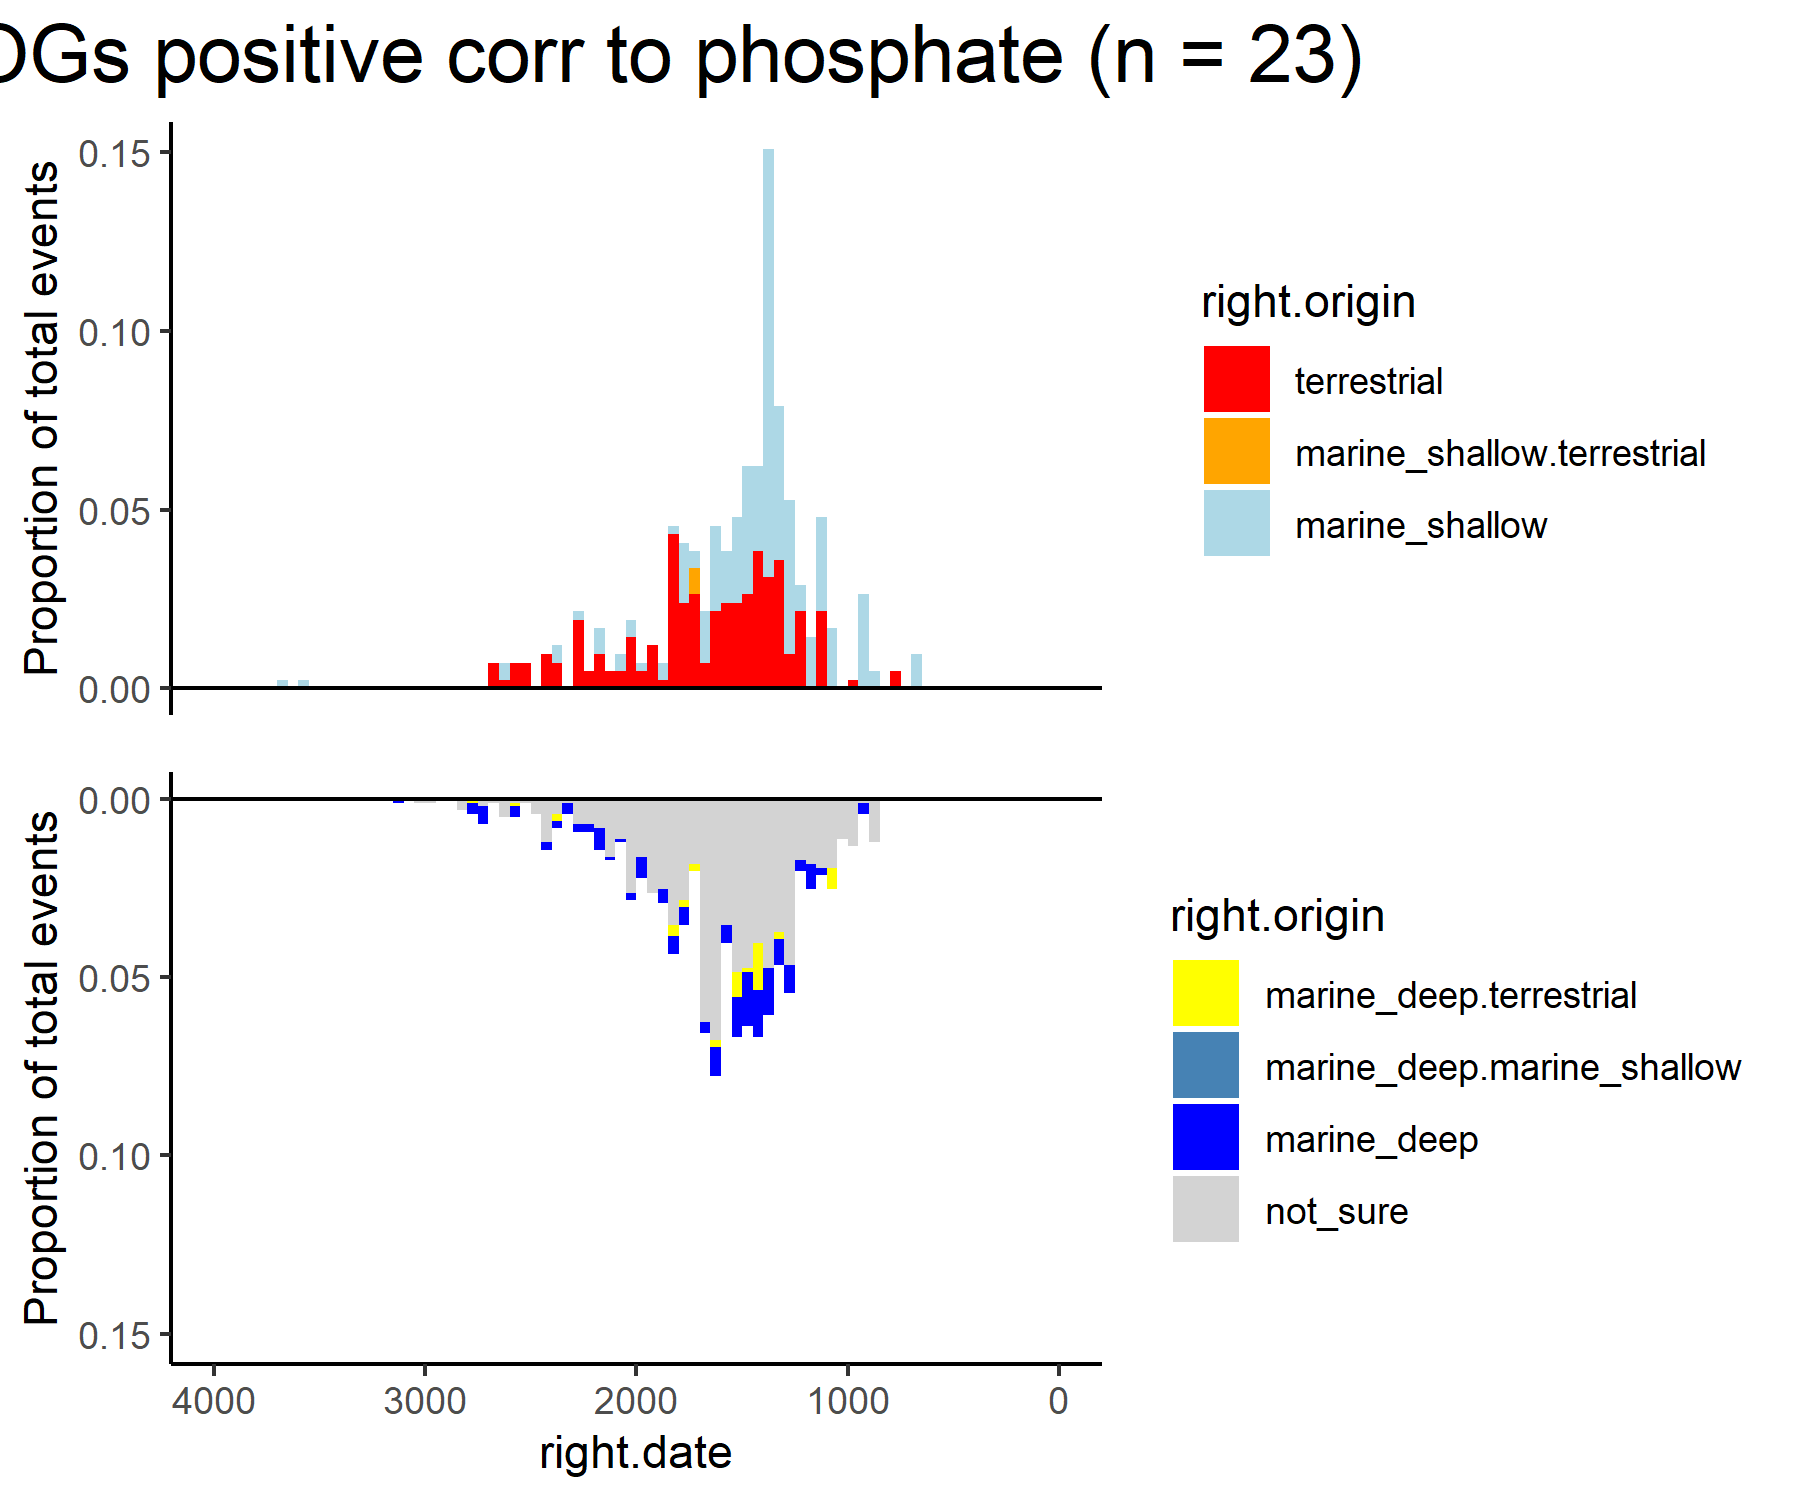 positive corr to phosphate (n = 23)
Proportion of total events
0.15
0.10
0.05
0.00
right.origin
terrestrial
marine_shallow.terrestrial
marine_shallow
Proportion of total events
0.00
0.05
0.10
0.15
4000 3000 2000 1000 0
right.date
right.origin
marine_deep.terrestrial
marine_deep.marine_shallow
marine_deep
not_sure